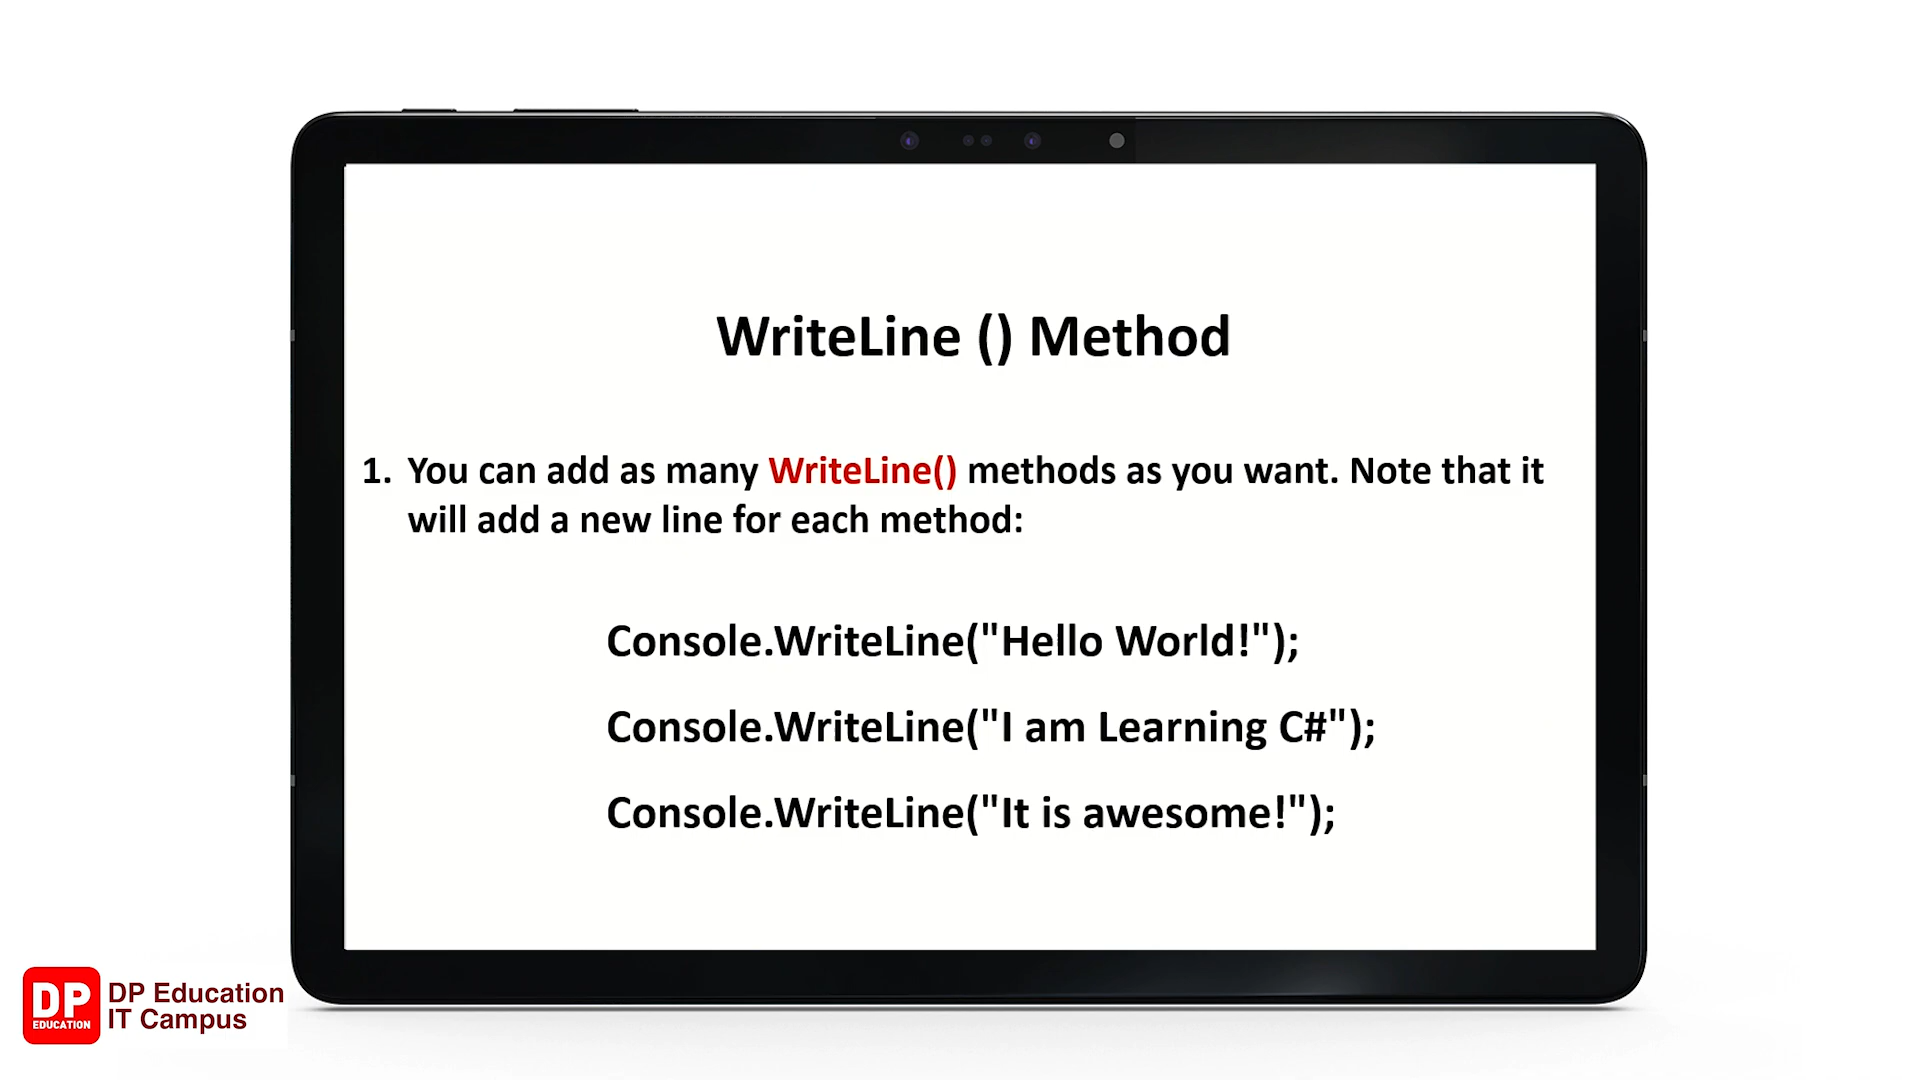 WriteLine () Method
1. You can add as many WriteLine() methods as you want. Note that it
will add a new line for each method:
Console.WriteLine("Hello World!");
Console.WriteLine("I am Learning C#");
Console.WriteLine("It is awesome!");
DP
EDUCATION
DP Education
IT Campus